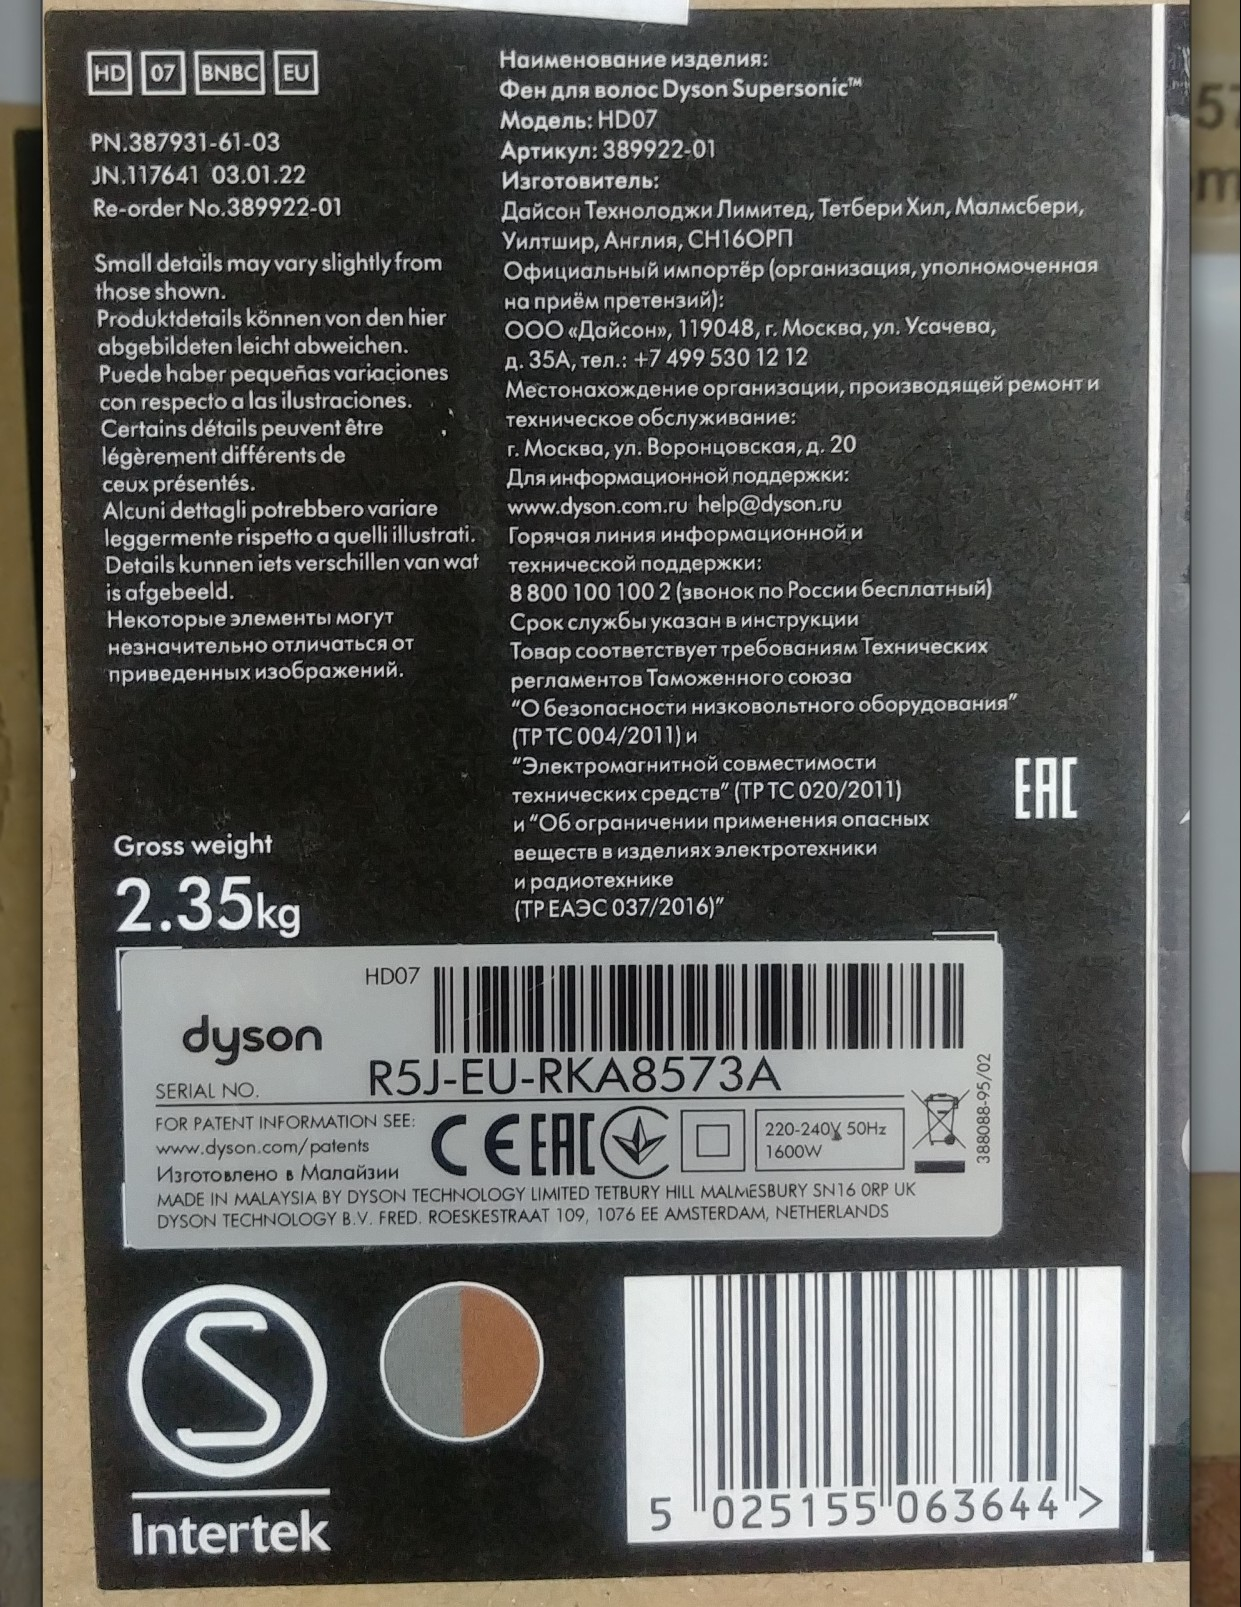 HD 07 BNBC EU
PN.387931-61-03
JN.117641 03.01.22
Re-order No.389922-01
Small details may vary slightly from
those shown.
Produktdetails können von den hier
abgebildeten leicht abweichen.
Puede haber pequeñas variaciones
con respecto a las ilustraciones.
Certains détails peuvent être
légèrement différents de
ceux présentés.
Alcuni dettagli potrebbero variare
leggermente rispetto a quelli illustrati.
Details kunnen iets verschillen van wat
is afgebeeld.
Некоторые элементы могут
незначительно отличаться от
приведенных изображений.
Gross weight
2.35kg
Наименование изделия:
Фен для волос Dyson Supersonic™
Модель: HD07
Артикул: 389922-01
Изготовитель:
Дайсон Технолоджи Лимитед, Тетбери Хил, Малмсбери,
Уилтшир, Англия, СН16ОРП
Официальный импортёр (организация, уполномоченная
на приём претензий):
ООО «Дайсон», 119048, г. Москва, ул. Усачева,
д. 35А, тел.: +7 499 530 12 12
Местонахождение организации, производящей ремонт и
техническое обслуживание:
г. Москва, ул. Воронцовская, д. 20
Для информационной поддержки:
www.dyson.com.ru help@dyson.ru
Горячая линия информационной и
технической поддержки:
8 800 100 100 2 (звонок по России бесплатный)
Срок службы указан в инструкции
Товар соответствует требованиям Технических
регламентов Таможенного союза
"О безопасности низковольтного оборудования"
(ТР ТС 004/2011) и
"Электромагнитной совместимости
технических средств" (ТР ТС 020/2011)
и "Об ограничении применения опасных
веществ в изделиях электротехники
и радиотехнике
(ТР ЕАЭС 037/2016)"
EAC
HD07
dyson
SERIAL NO. R5J-EU-RKA8573A
FOR PATENT INFORMATION SEE:
www.dyson.com/patents
Изготовлено в Малайзии
CE EAC
220-240V 50Hz
1600W
388088-95/02
MADE IN MALAYSIA BY DYSON TECHNOLOGY LIMITED TETBURY HILL MALMESBURY SN16 0RP UK
DYSON TECHNOLOGY B.V. FRED. ROESKESTRAAT 109, 1076 EE AMSTERDAM, NETHERLANDS
S
Intertek
5 025155 063644 >